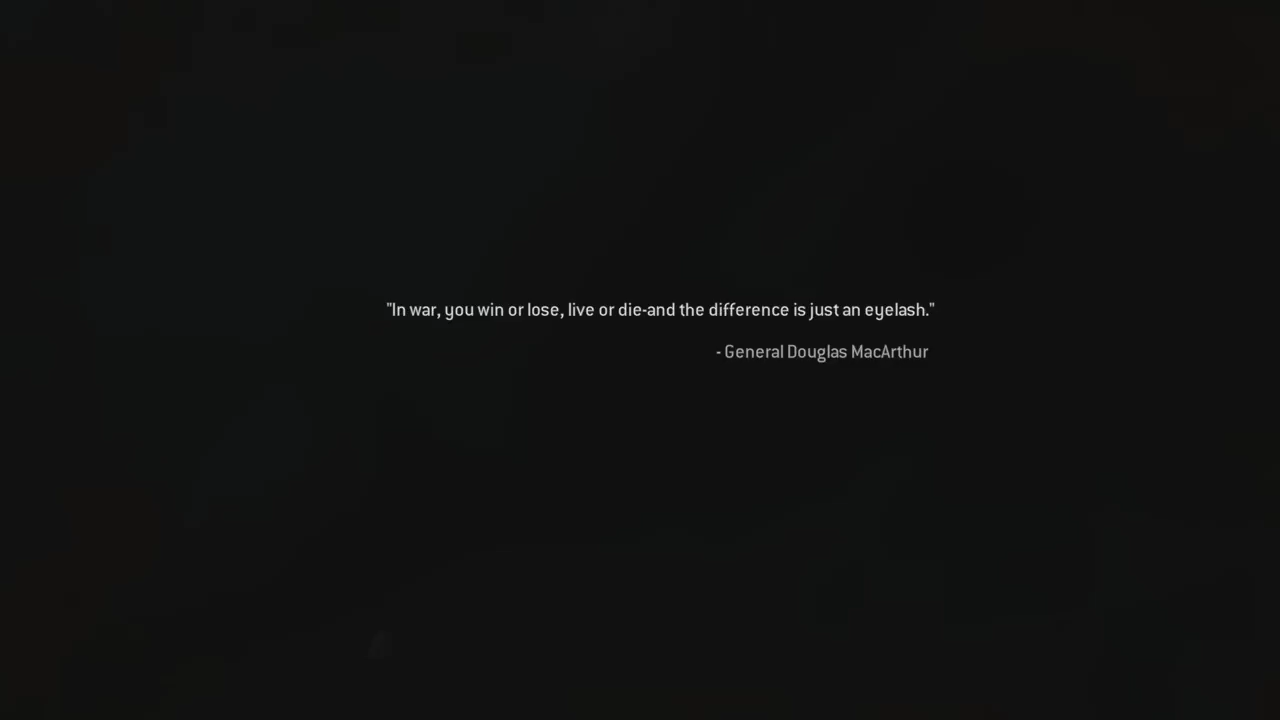 "In war, you win or lose, live or die-and the difference is just an eyelash."
- General Douglas MacArthur